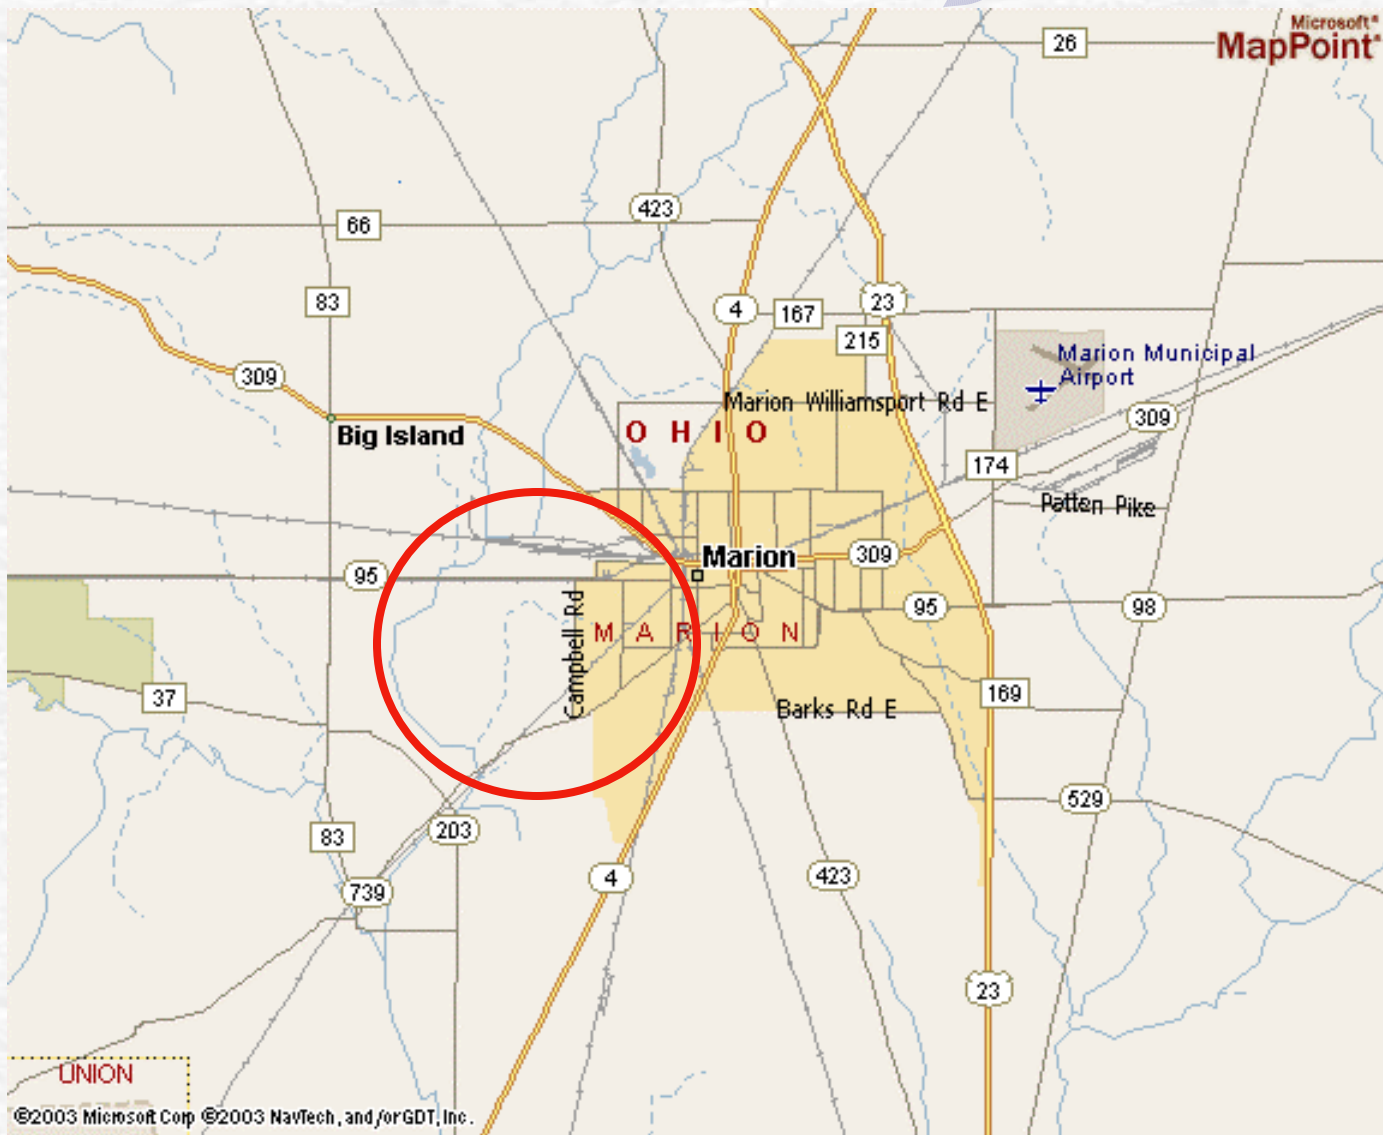 Microsoft®
MapPoint®
26
423
66
83
4
167
23
215
Marion Municipal
Airport
309
Marion Williamsport Rd E
309
Big Island
OHIO
174
Patten Pike
Marion
309
95
95
98
Campbell Rd
MARION
37
169
Barks Rd E
529
83
203
739
4
423
23
UNION
©2003 Microsoft Corp ©2003 NavTech, and/or GDT, Inc.